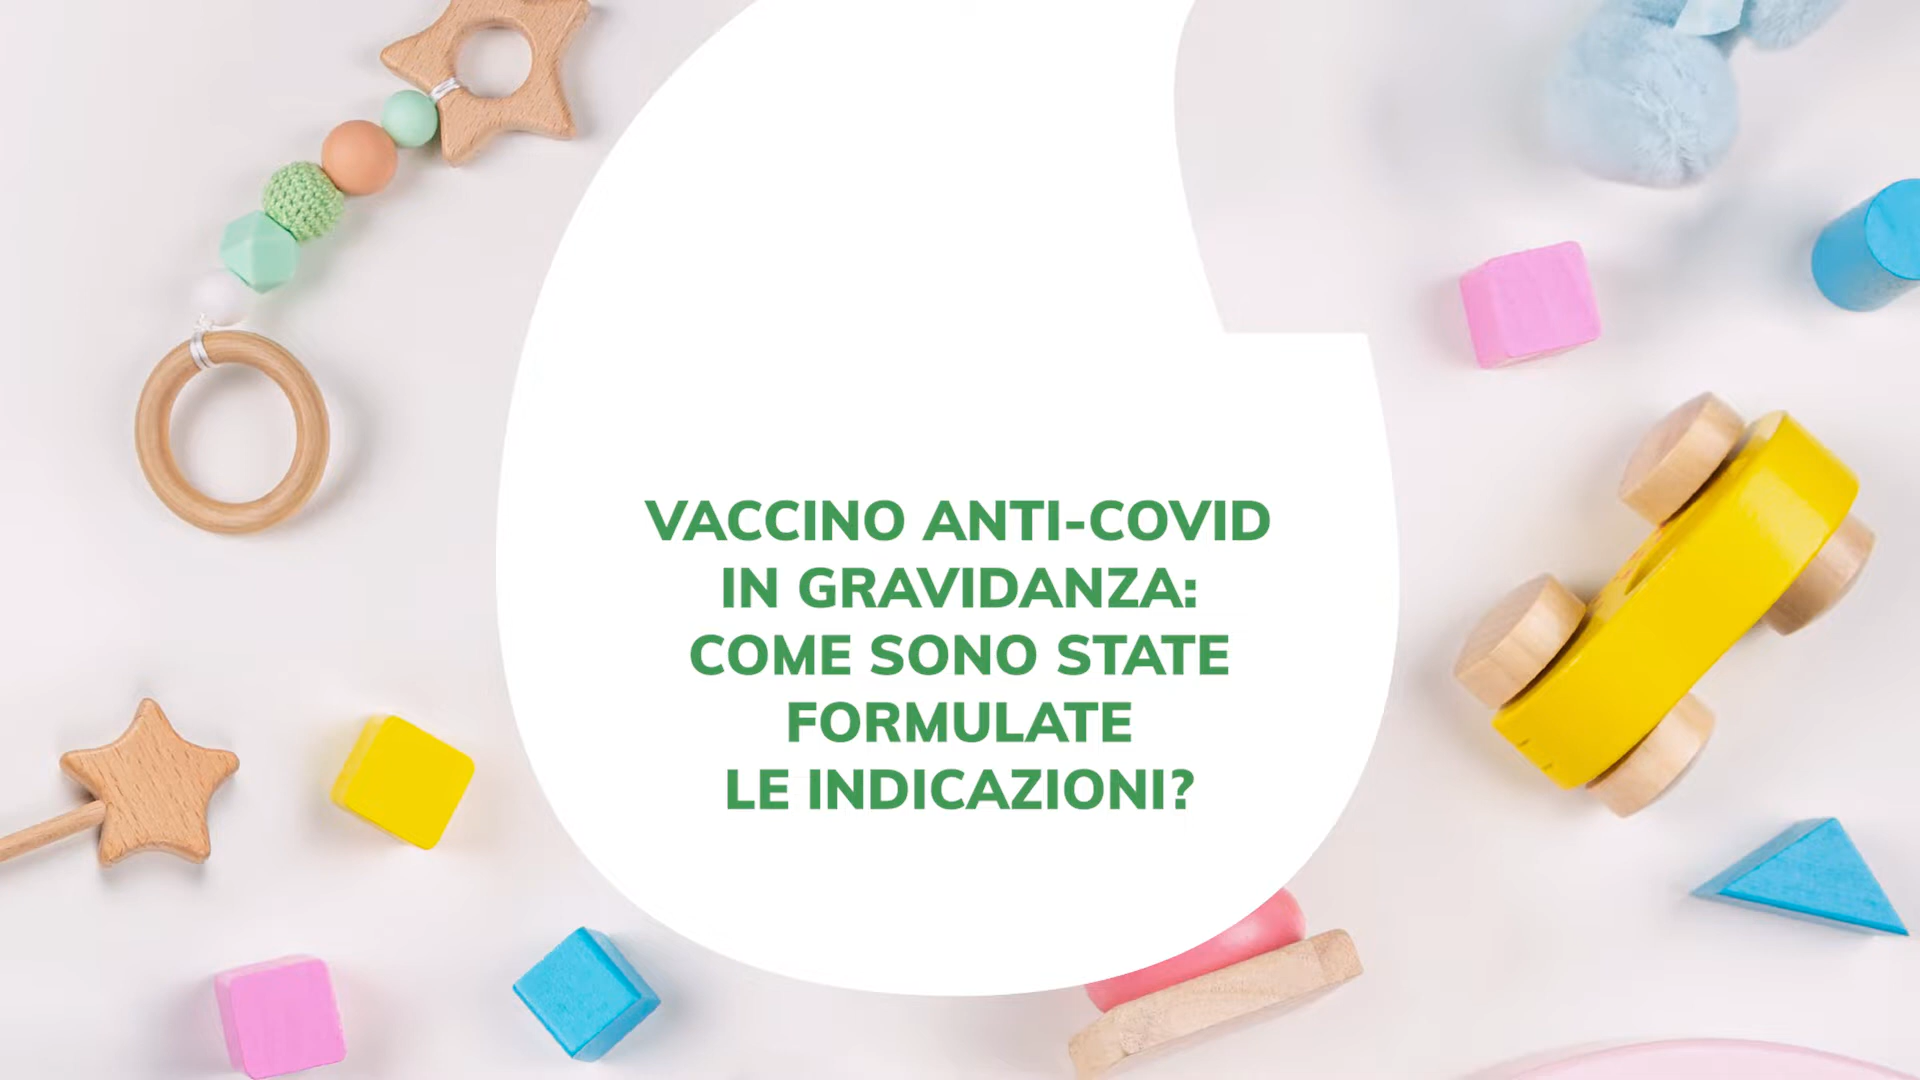 VACCINO ANTI-COVID
IN GRAVIDANZA:
COME SONO STATE
FORMULATE
LE INDICAZIONI?